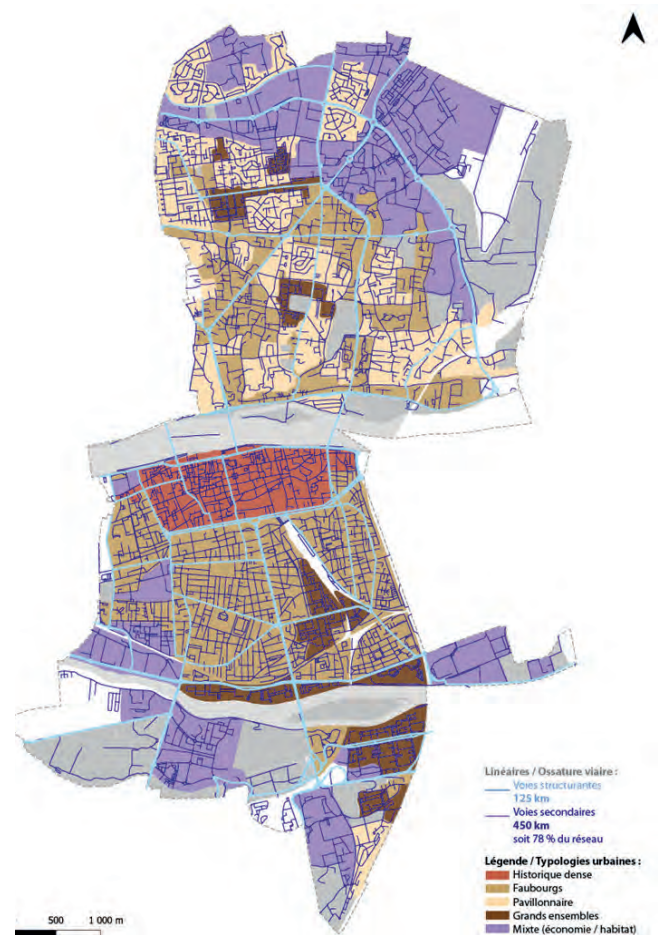 Linéaires / Ossature viaire :
Voies structurantes
125 km
Voies secondaires
450 km
soit 78 % du réseau
Légende / Typologies urbaines :
Historique dense
Faubourgs
Pavillonnaire
Grands ensembles
Mixte (économie / habitat)
500 1 000 m